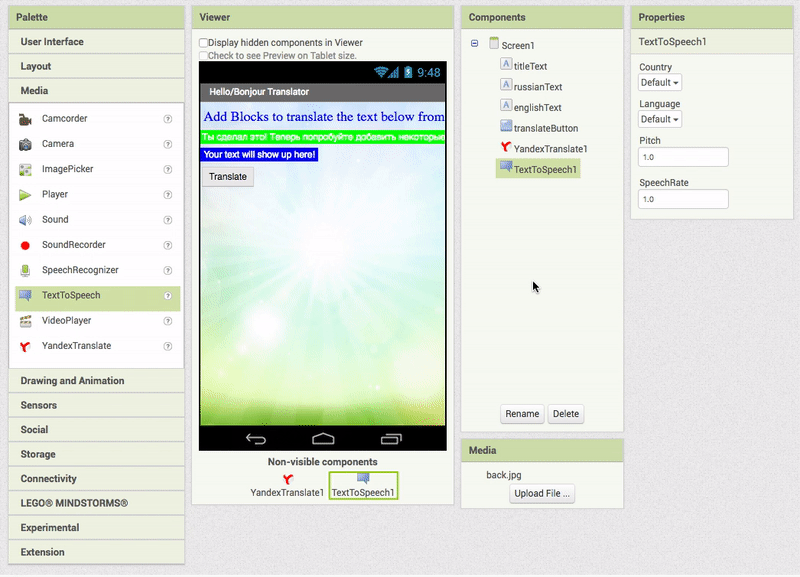 Palette
User Interface
Layout
Media
Camcorder
?
Camera
?
ImagePicker
?
Player
?
Sound
?
SoundRecorder
?
SpeechRecognizer
?
TextToSpeech
?
VideoPlayer
?
YandexTranslate
?
Drawing and Animation
Sensors
Social
Storage
Connectivity
LEGO® MINDSTORMS®
Experimental
Extension
Viewer
Display hidden components in Viewer
Check to see Preview on Tablet size.
9:48
Hello/Bonjour Translator
Add Blocks to translate the text below from
Ты сделал это! Теперь попробуйте добавить некоторые
Your text will show up here!
Translate
Non-visible components
YandexTranslate1
TextToSpeech1
Components
Screen1
A titleText
A russianText
A englishText
translateButton
YandexTranslate1
TextToSpeech1
Rename
Delete
Media
back.jpg
Upload File ...
Properties
TextToSpeech1
Country
Default
Language
Default
Pitch
1.0
SpeechRate
1.0